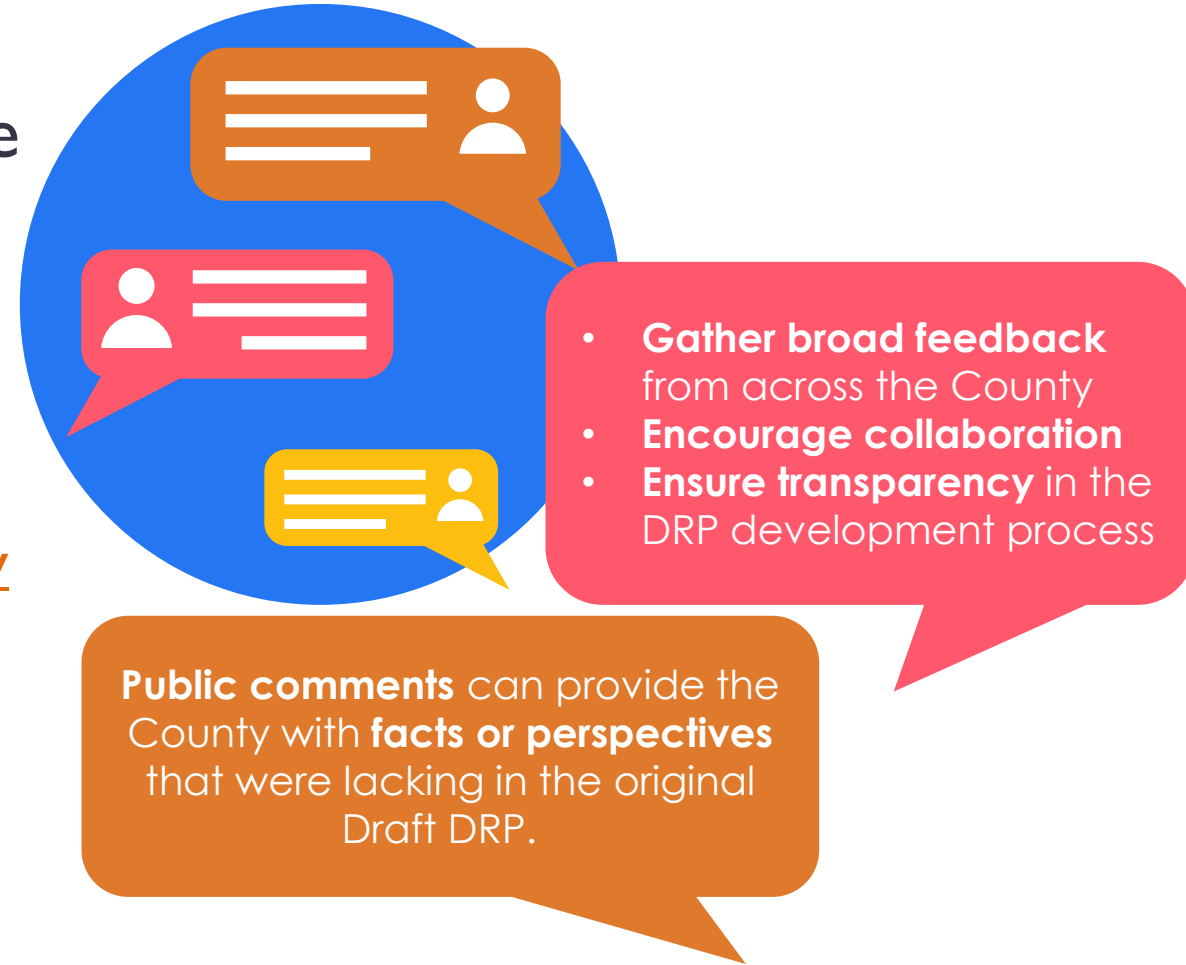 e
• Gather broad feedback
from across the County
• Encourage collaboration
• Ensure transparency in the
DRP development process
y
Public comments can provide the
County with facts or perspectives
that were lacking in the original
Draft DRP.